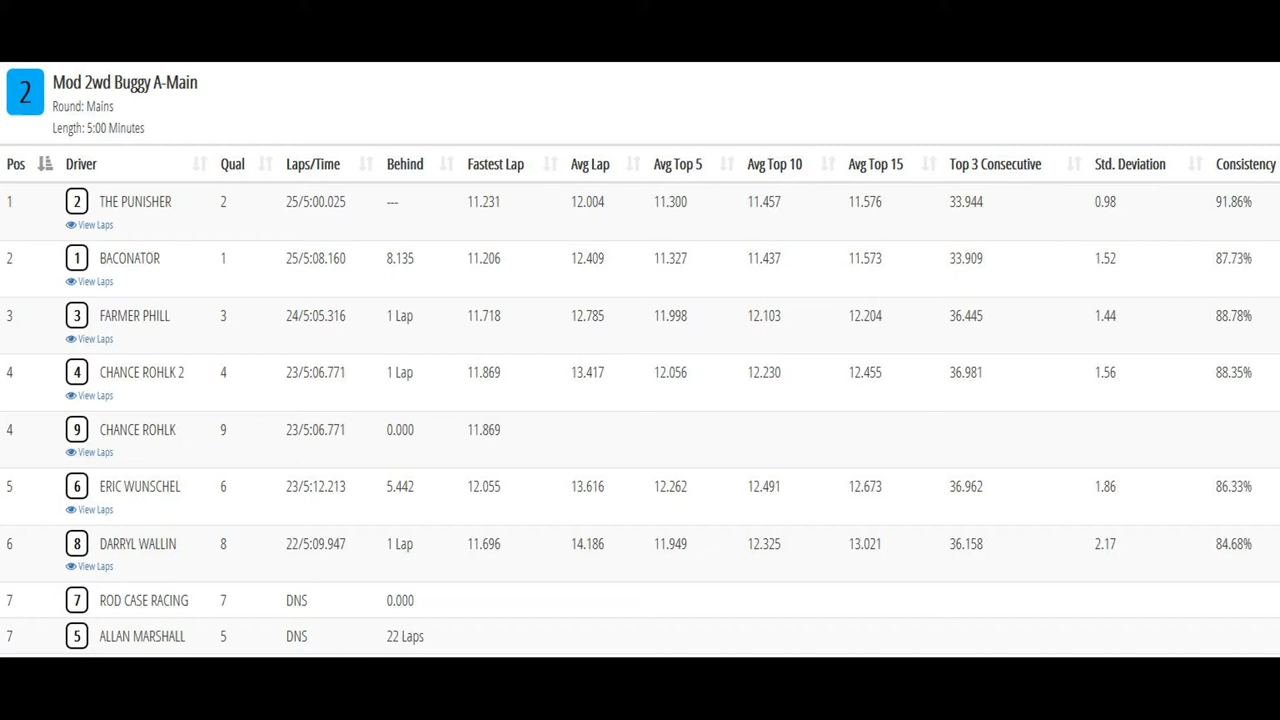 2 Mod 2wd Buggy A-Main
Round: Mains
Length: 5:00 Minutes
Pos Driver Qual Laps/Time Behind Fastest Lap Avg Lap Avg Top 5 Avg Top 10 Avg Top 15 Top 3 Consecutive Std. Deviation Consistency
1 2 THE PUNISHER 2 25/5:00.025 --- 11.231 12.004 11.300 11.457 11.576 33.944 0.98 91.86%
View Laps
2 1 BACONATOR 1 25/5:08.160 8.135 11.206 12.409 11.327 11.437 11.573 33.909 1.52 87.73%
View Laps
3 3 FARMER PHILL 3 24/5:05.316 1 Lap 11.718 12.785 11.998 12.103 12.204 36.445 1.44 88.78%
View Laps
4 4 CHANCE ROHLK 2 4 23/5:06.771 1 Lap 11.869 13.417 12.056 12.230 12.455 36.981 1.56 88.35%
View Laps
4 9 CHANCE ROHLK 9 23/5:06.771 0.000 11.869
View Laps
5 6 ERIC WUNSCHEL 6 23/5:12.213 5.442 12.055 13.616 12.262 12.491 12.673 36.962 1.86 86.33%
View Laps
6 8 DARRYL WALLIN 8 22/5:09.947 1 Lap 11.696 14.186 11.949 12.325 13.021 36.158 2.17 84.68%
View Laps
7 7 ROD CASE RACING 7 DNS 0.000
7 5 ALLAN MARSHALL 5 DNS 22 Laps